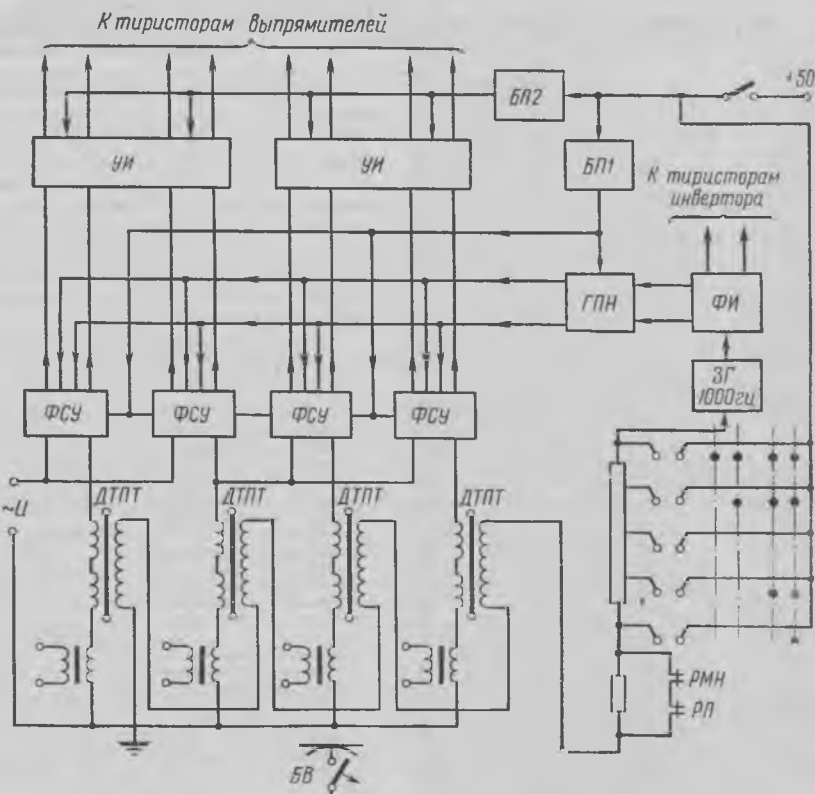 К тиристорам выпрямителей
+50
БП2
УИ
УИ
БП1
К тиристорам
инвертора
ГПН
ФИ
ЗГ
1000гц
ФСУ
ФСУ
ФСУ
ФСУ
~U
ДТПТ
ДТПТ
ДТПТ
ДТПТ
РМН
РП
БВ